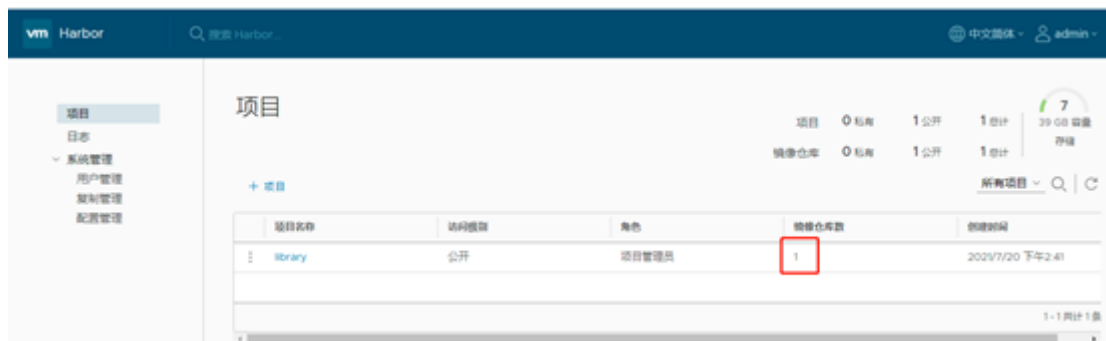 vm Harbor 搜索 Harbor... 中文简体 admin
项目
日志
系统管理
用户管理
复制管理
配置管理
项目
项目 0 私有 1 公开 1 总计
镜像仓库 0 私有 1 公开 1 总计
7
39 GB 容量
存储
+ 项目 所有项目
项目名称 访问级别 角色 镜像仓库数 创建时间
library 公开 项目管理员 1 2021/7/20 下午2:41
1 - 1 共计 1 条